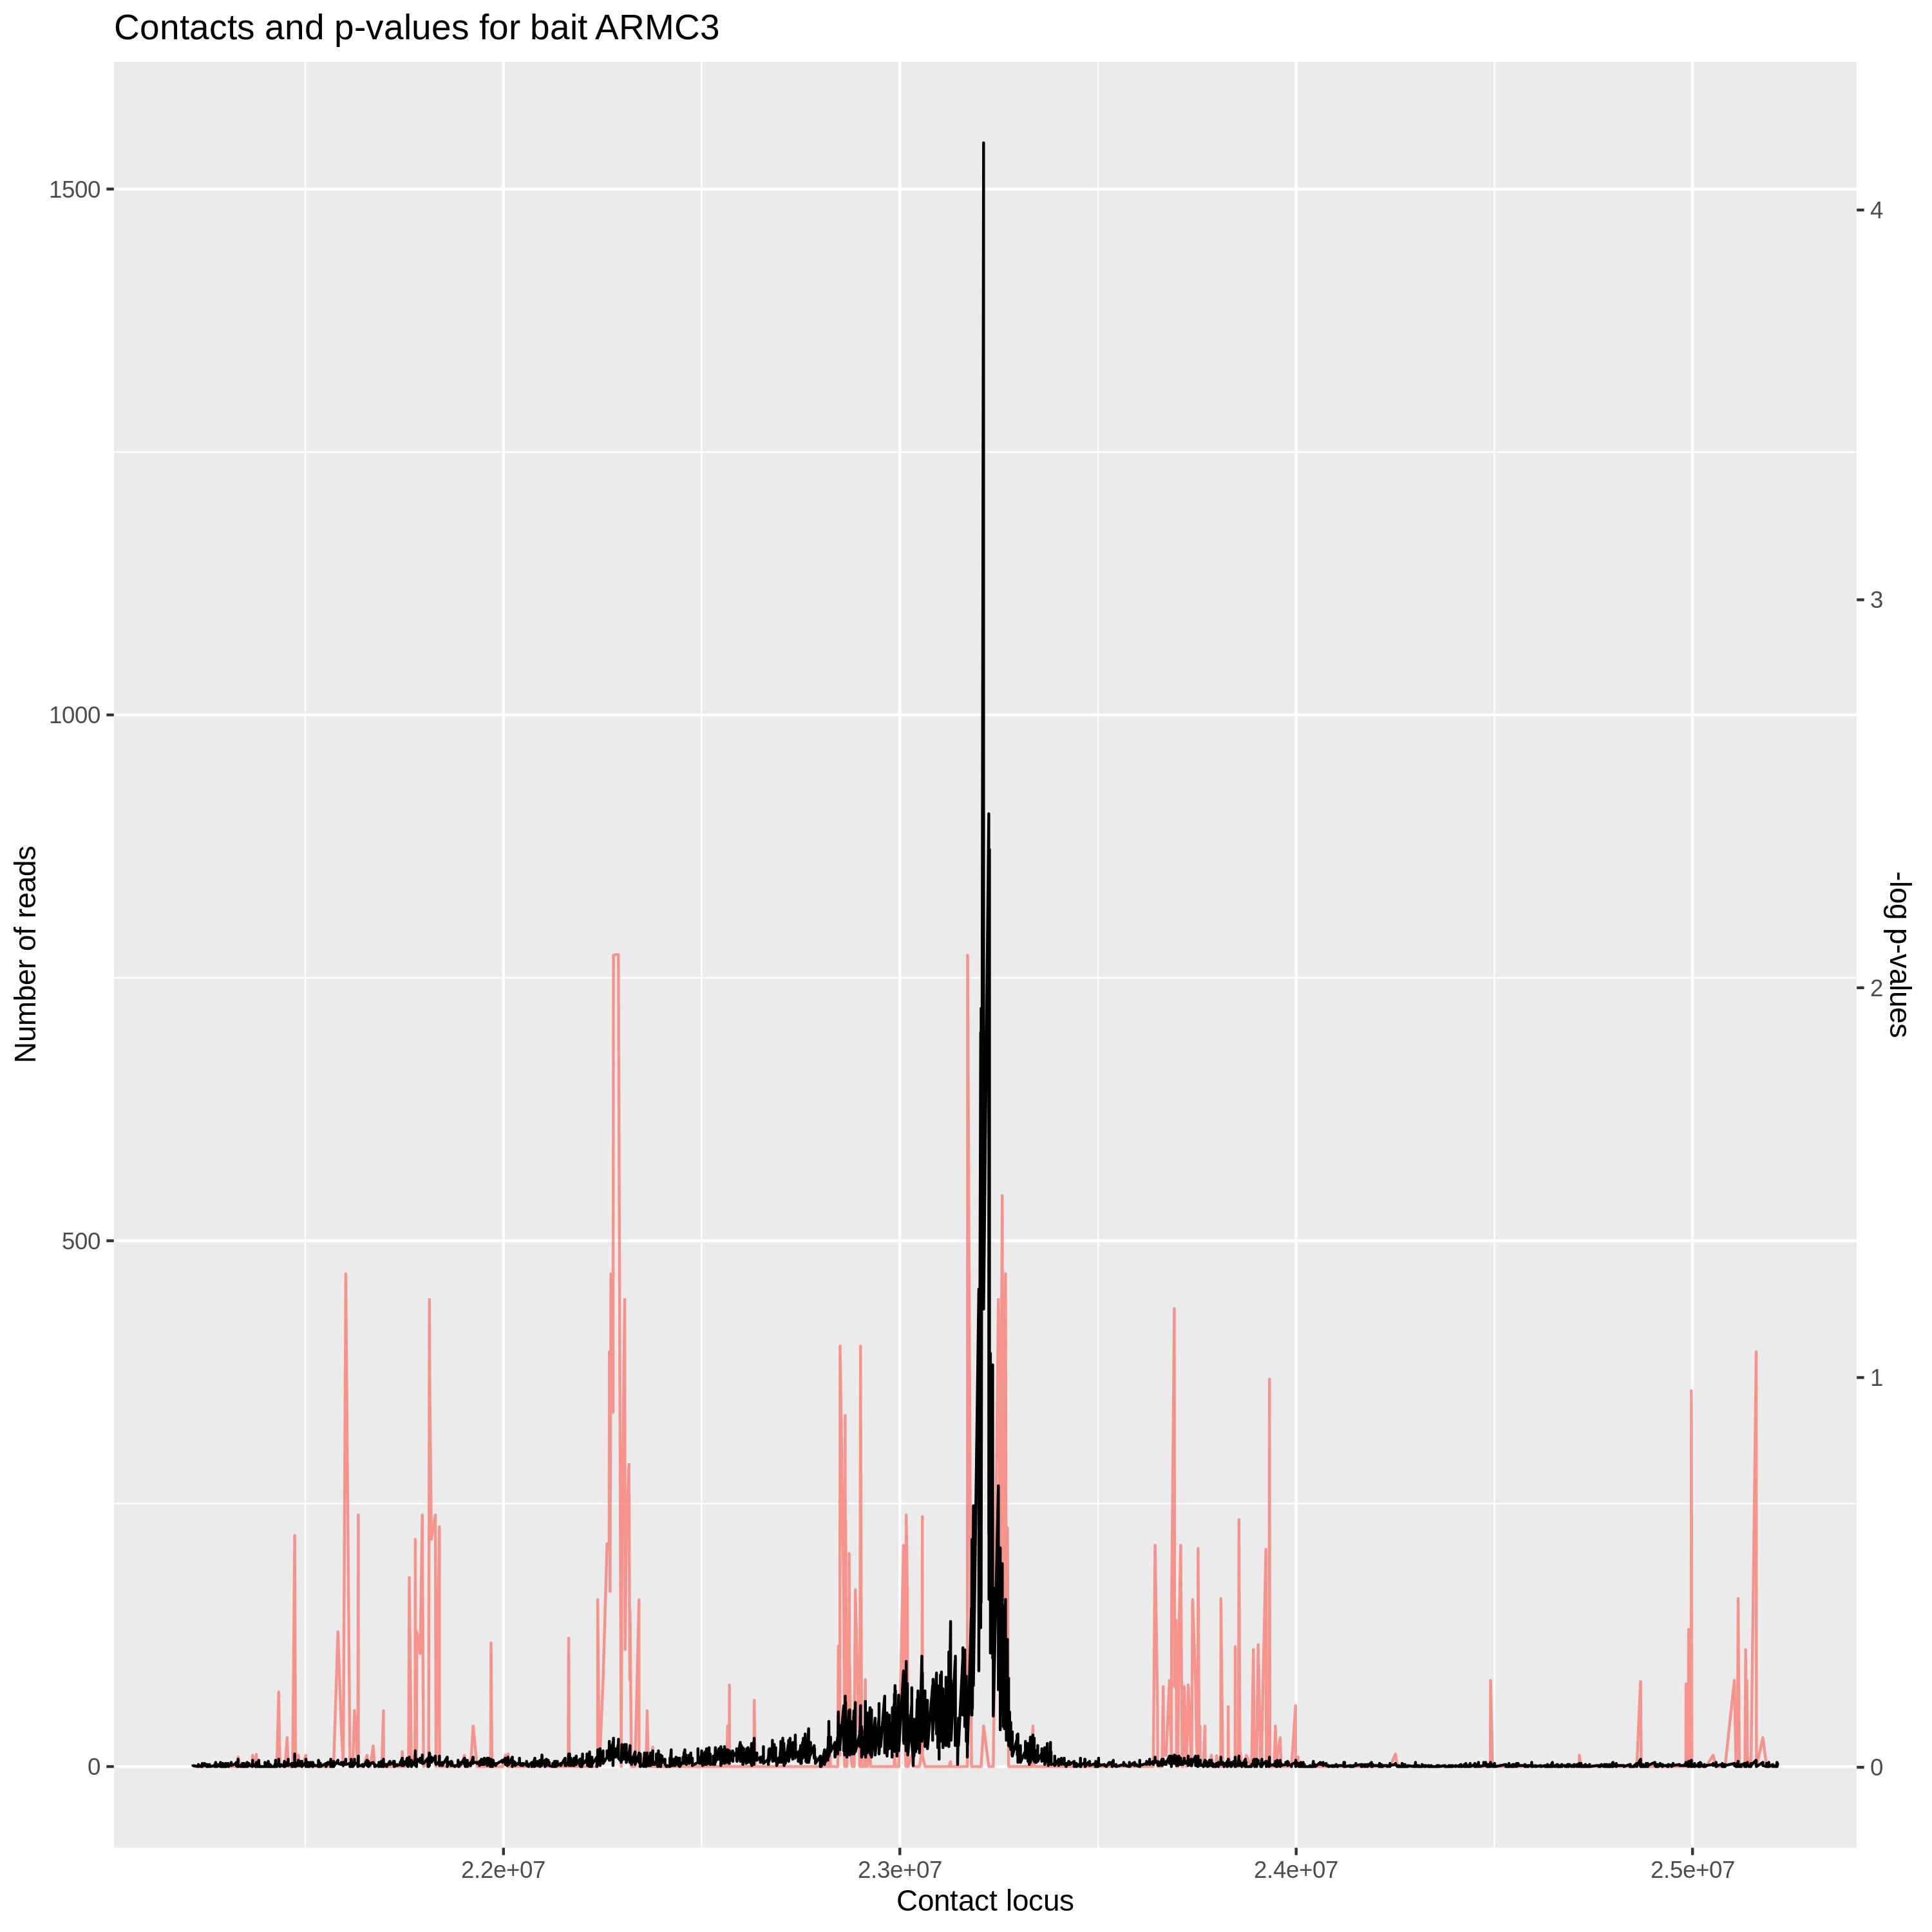 Contacts and p-values for bait ARMC3
1500
1000
500
0
Number of reads
4
3
2
1
0
-log p-values
2.2e+07
2.3e+07
2.4e+07
2.5e+07
Contact locus